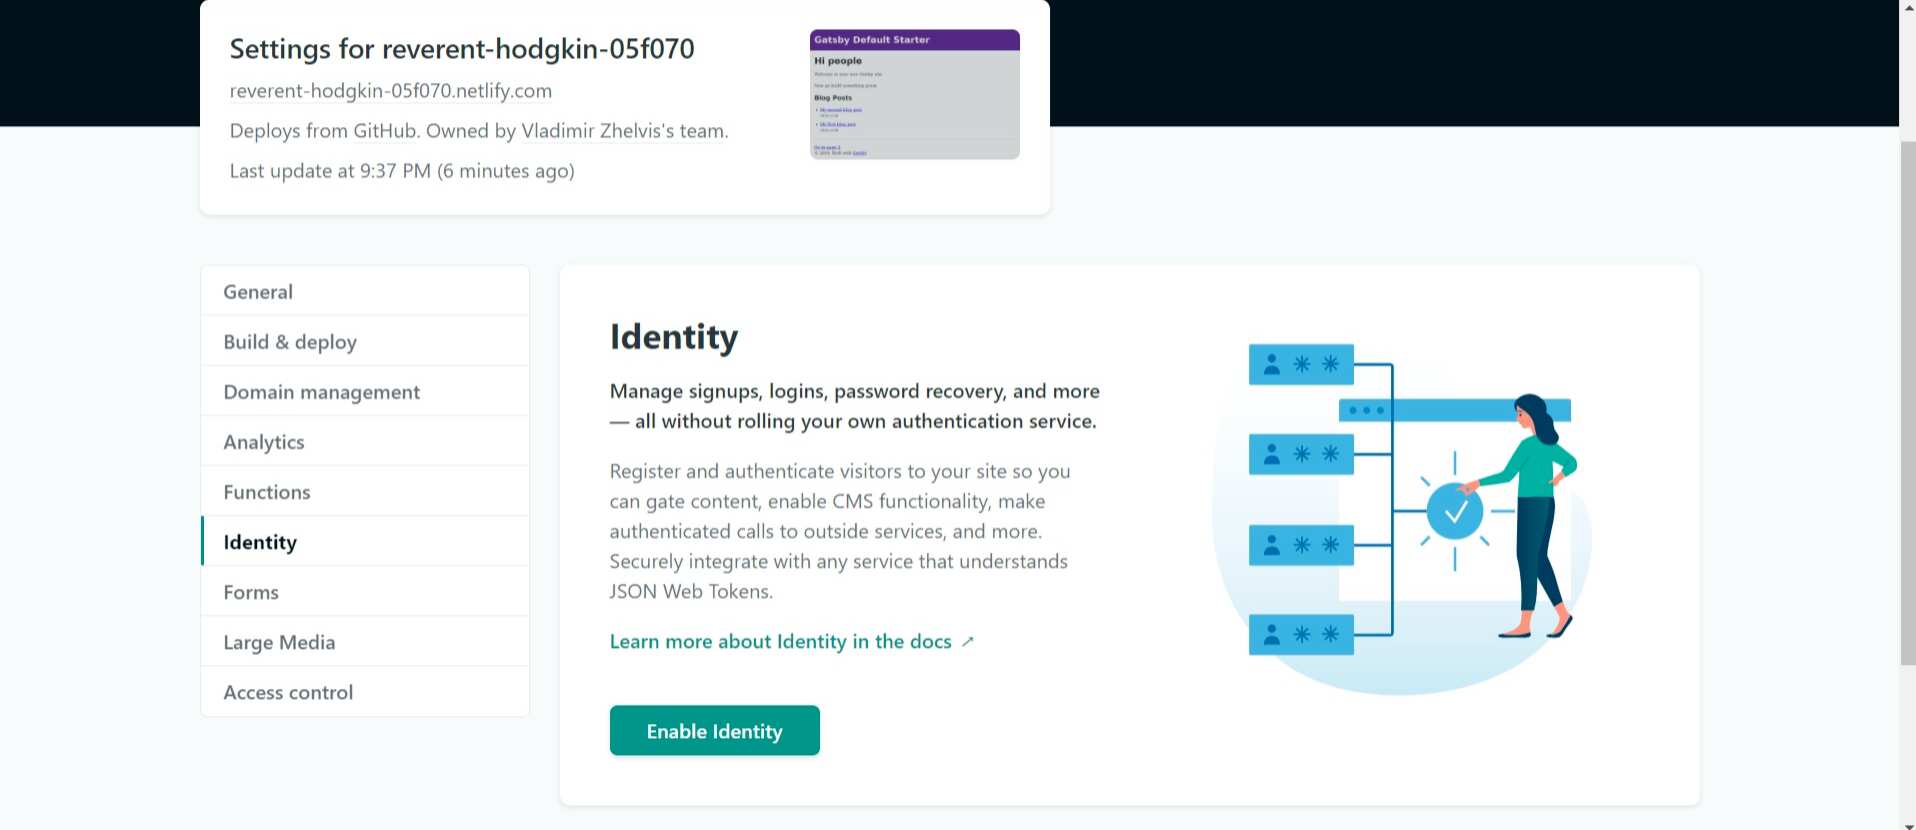 Settings for reverent-hodgkin-05f070
reverent-hodgkin-05f070.netlify.com
Deploys from GitHub. Owned by Vladimir Zhelvis's team.
Last update at 9:37 PM (6 minutes ago)
Gatsby Default Starter
Hi people
Blog Posts
General
Build & deploy
Domain management
Analytics
Functions
Identity
Forms
Large Media
Access control
Identity
Manage signups, logins, password recovery, and more
— all without rolling your own authentication service.
Register and authenticate visitors to your site so you
can gate content, enable CMS functionality, make
authenticated calls to outside services, and more.
Securely integrate with any service that understands
JSON Web Tokens.
Learn more about Identity in the docs ↗
Enable Identity